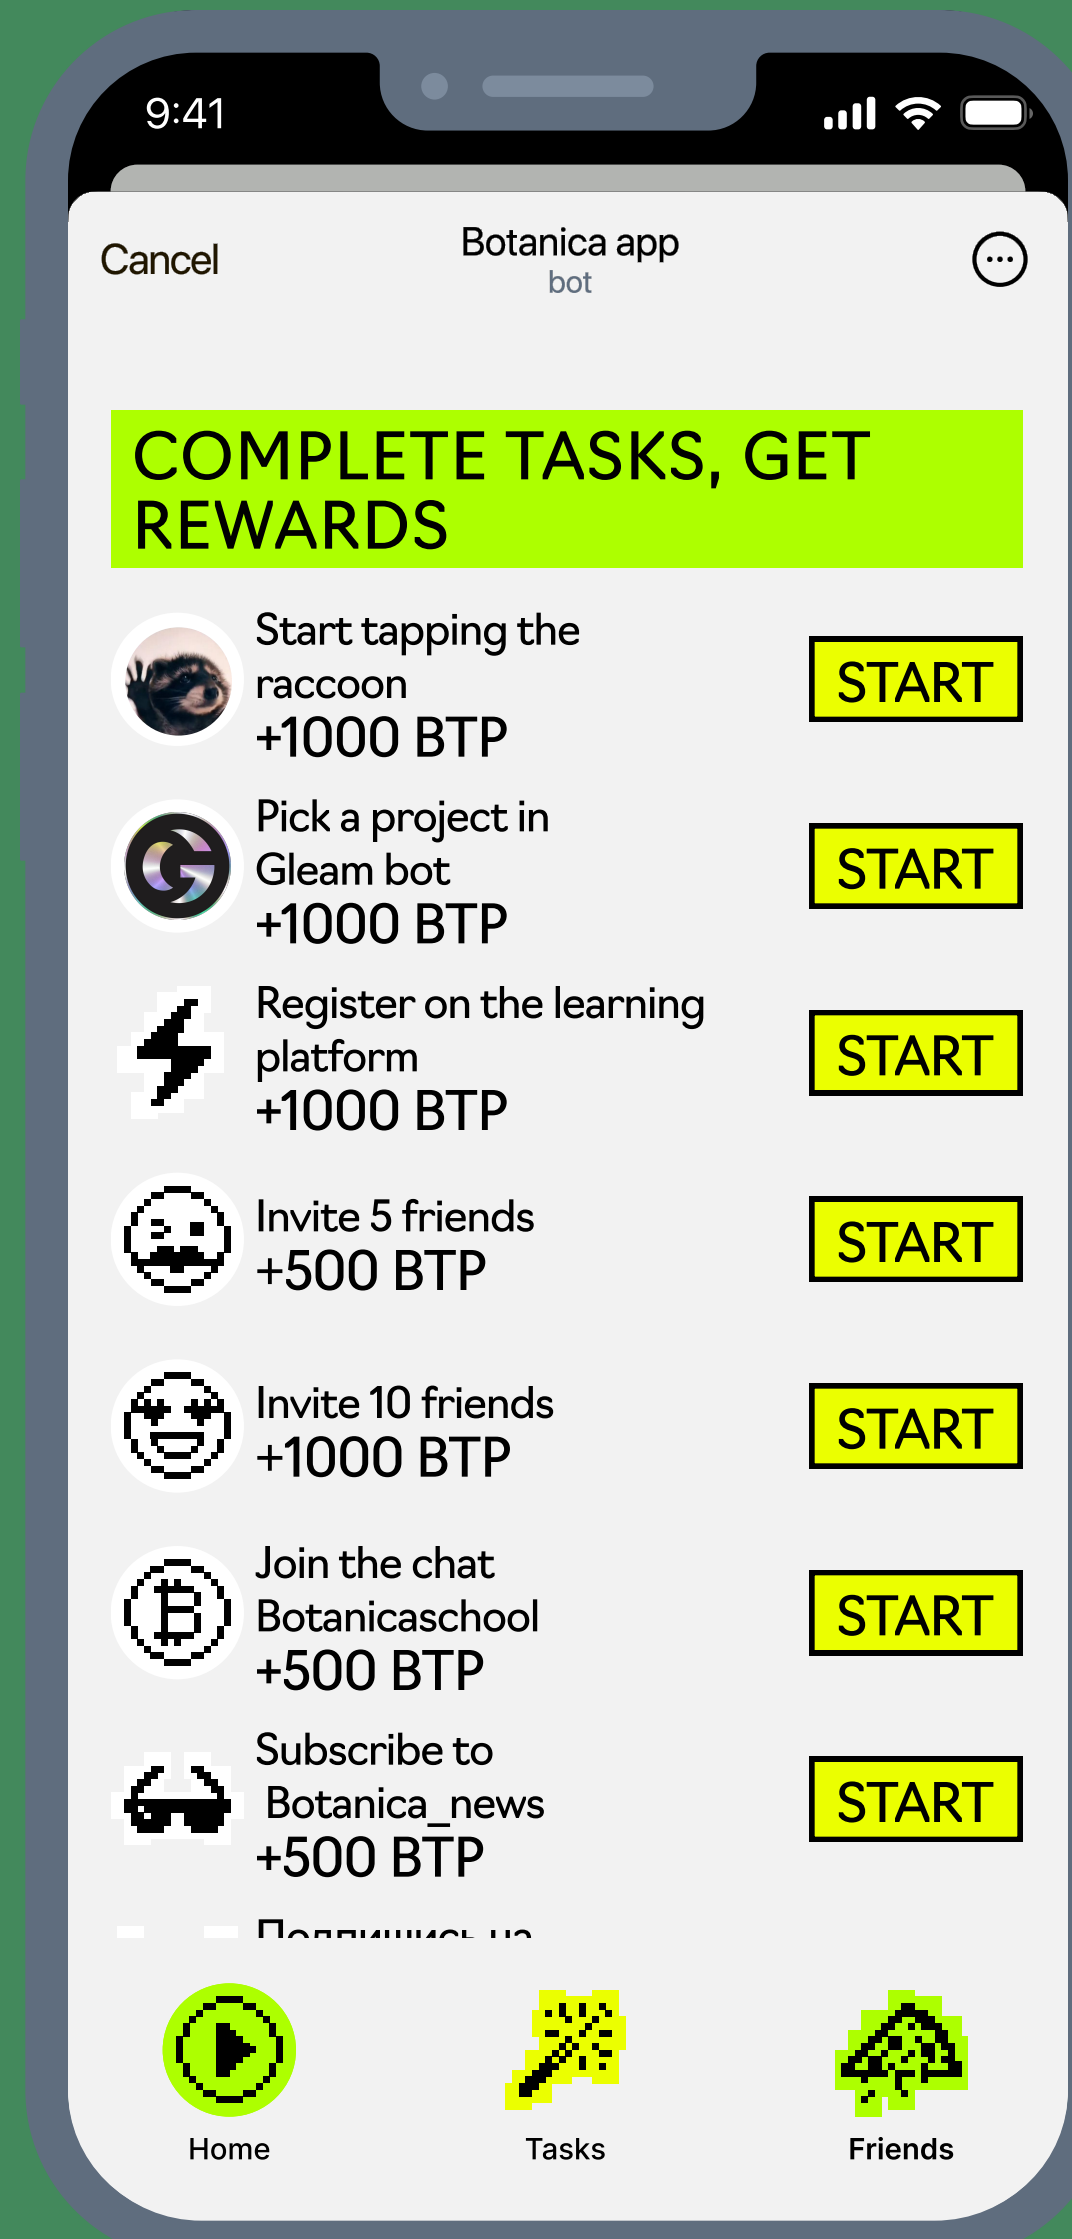 9:41
Cancel
Botanica app
bot
COMPLETE TASKS, GET
REWARDS
Start tapping the
raccoon
+1000 BTP
START
Pick a project in
Gleam bot
+1000 BTP
START
Register on the learning
platform
+1000 BTP
START
Invite 5 friends
+500 BTP
START
Invite 10 friends
+1000 BTP
START
Join the chat
Botanicaschool
+500 BTP
START
Subscribe to
Botanica_news
+500 BTP
START
Подпишись на
Home
Tasks
Friends